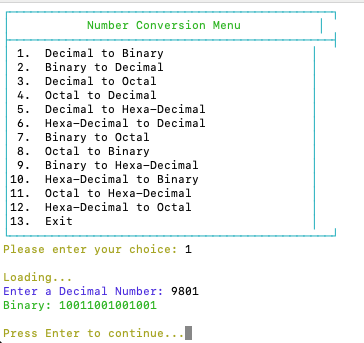 Number Conversion Menu
1. Decimal to Binary
2. Binary to Decimal
3. Decimal to Octal
4. Octal to Decimal
5. Decimal to Hexa-Decimal
6. Hexa-Decimal to Decimal
7. Binary to Octal
8. Octal to Binary
9. Binary to Hexa-Decimal
10. Hexa-Decimal to Binary
11. Octal to Hexa-Decimal
12. Hexa-Decimal to Octal
13. Exit
Please enter your choice: 1
Loading...
Enter a Decimal Number: 9801
Binary: 10011001001001
Press Enter to continue...